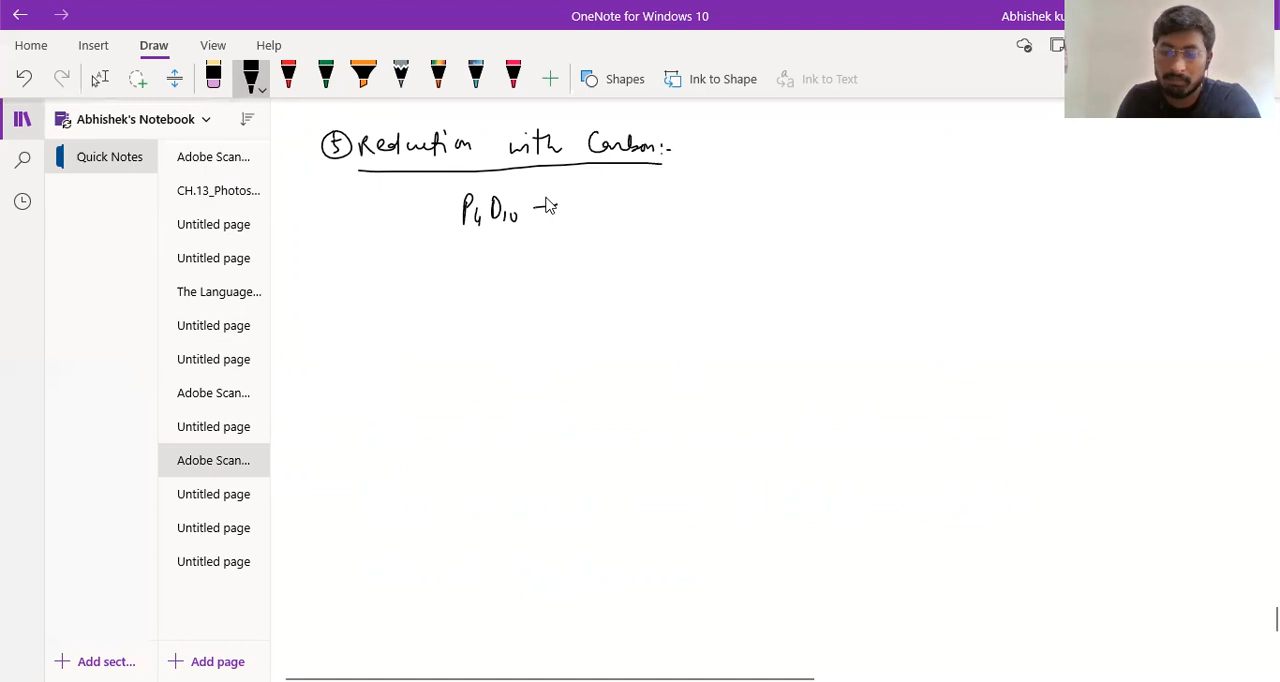 OneNote for Windows 10
Abhishek ku
Home Insert Draw View Help
Shapes Ink to Shape Ink to Text
Abhishek's Notebook
Quick Notes
Adobe Scan...
CH.13_Photos...
Untitled page
Untitled page
The Language...
Untitled page
Untitled page
Adobe Scan...
Untitled page
Adobe Scan...
Untitled page
Untitled page
Untitled page
+ Add sect...
+ Add page
⑤ Reduction with Carbon:-
P₄O₁₀ →